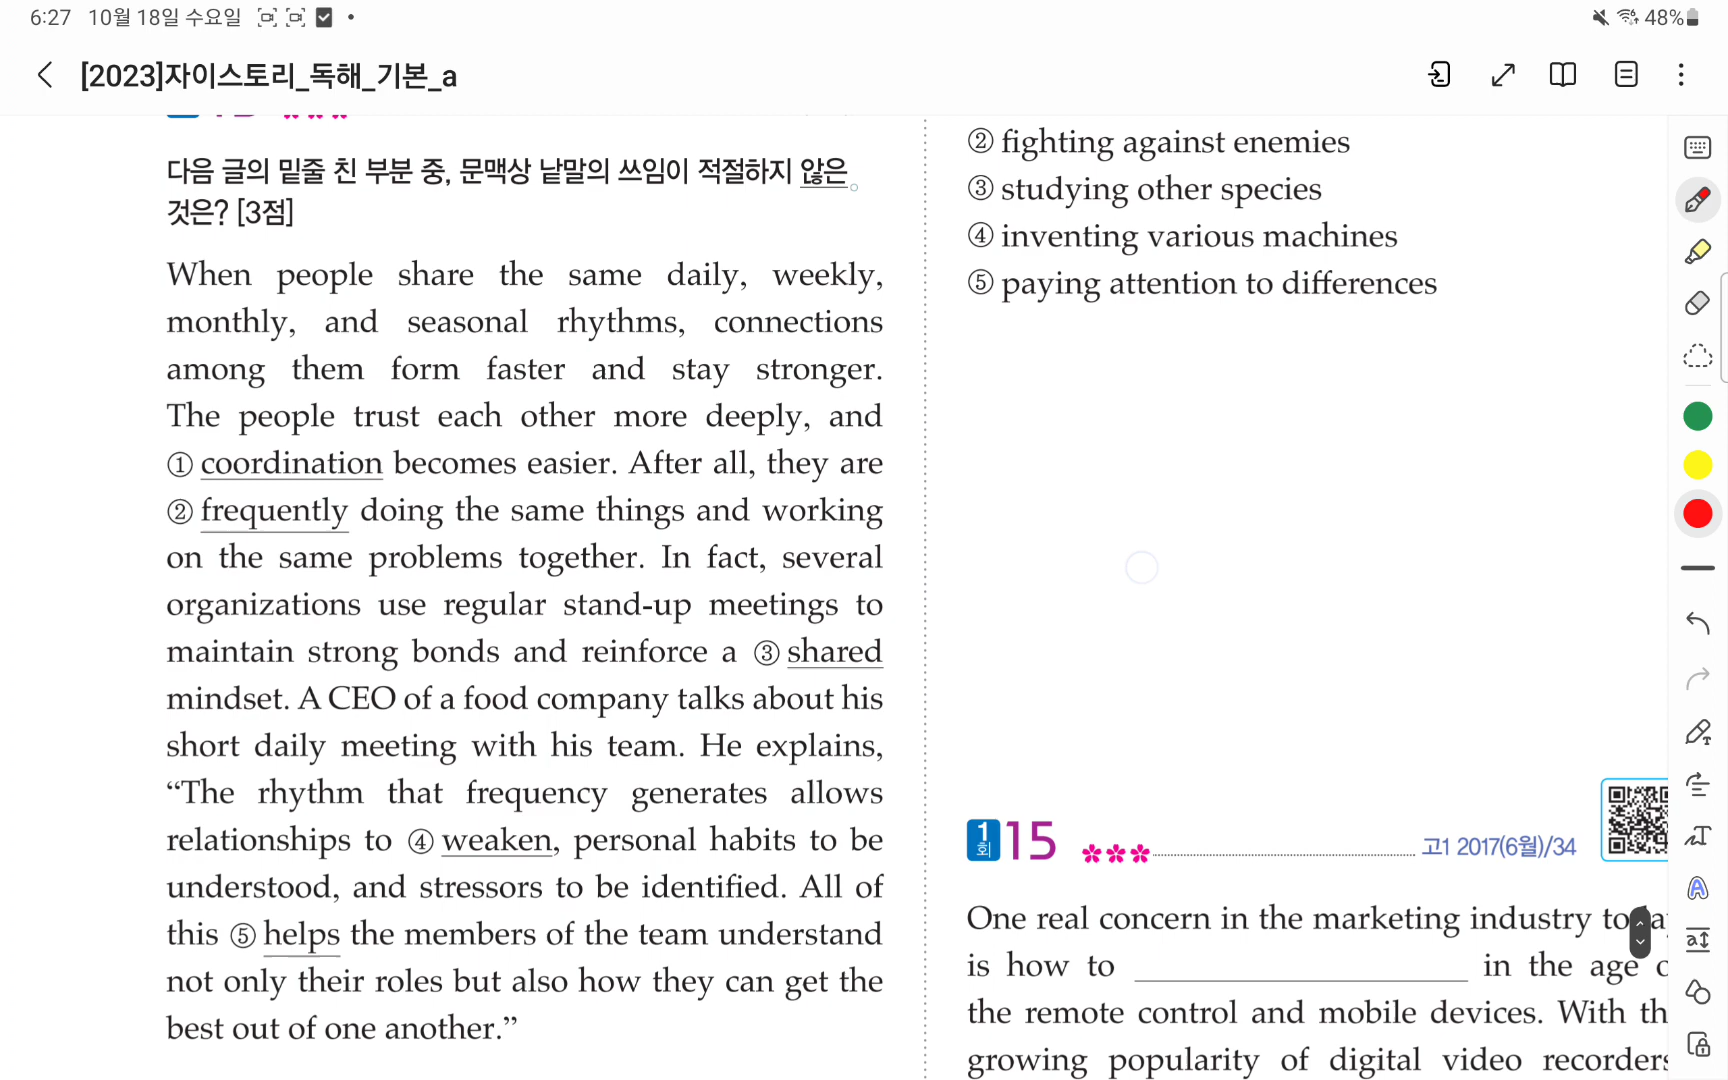 6:27 10월 18일 수요일
48%
[2023]자이스토리_독해_기본_a
다음 글의 밑줄 친 부분 중, 문맥상 낱말의 쓰임이 적절하지 않은
것은? [3점]
When people share the same daily, weekly,
monthly, and seasonal rhythms, connections
among them form faster and stay stronger.
The people trust each other more deeply, and
① coordination becomes easier. After all, they are
② frequently doing the same things and working
on the same problems together. In fact, several
organizations use regular stand-up meetings to
maintain strong bonds and reinforce a ③ shared
mindset. A CEO of a food company talks about his
short daily meeting with his team. He explains,
“The rhythm that frequency generates allows
relationships to ④ weaken, personal habits to be
understood, and stressors to be identified. All of
this ⑤ helps the members of the team understand
not only their roles but also how they can get the
best out of one another.”
② fighting against enemies
③ studying other species
④ inventing various machines
⑤ paying attention to differences
1회 15 고1 2017(6월)/34
One real concern in the marketing industry
is how to ____ in the age
the remote control and mobile devices. With
growing popularity of digital video recorders